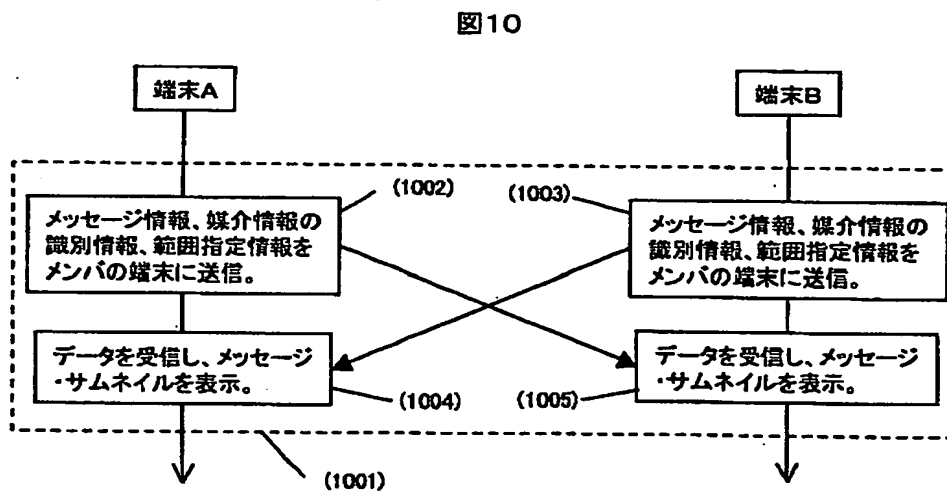 図10
端末A
端末B
(1002)
(1003)
メッセージ情報、媒介情報の
識別情報、範囲指定情報を
メンバの端末に送信。
メッセージ情報、媒介情報の
識別情報、範囲指定情報を
メンバの端末に送信。
データを受信し、メッセージ
・サムネイルを表示。
データを受信し、メッセージ
・サムネイルを表示。
(1004)
(1005)
(1001)